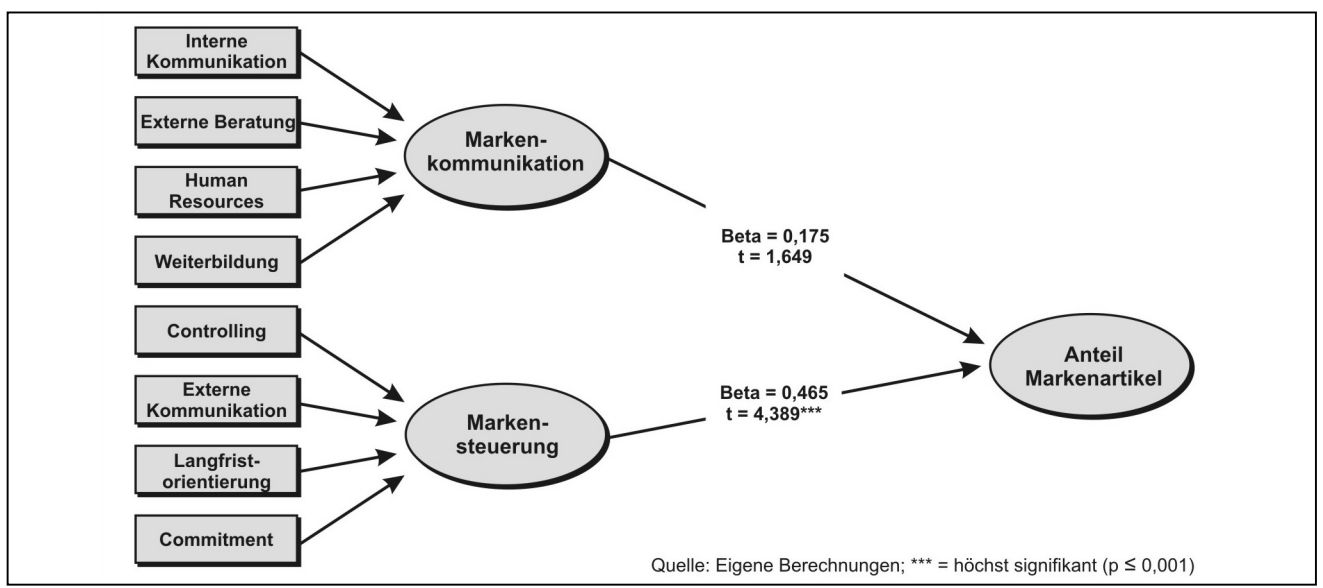 Interne
Kommunikation
Externe Beratung
Human
Resources
Weiterbildung
Controlling
Externe
Kommunikation
Langfrist-
orientierung
Commitment
Marken-
kommunikation
Marken-
steuerung
Beta = 0,175
t = 1,649
Beta = 0,465
t = 4,389***
Anteil
Markenartikel
Quelle: Eigene Berechnungen; *** = höchst signifikant (p ≤ 0,001)